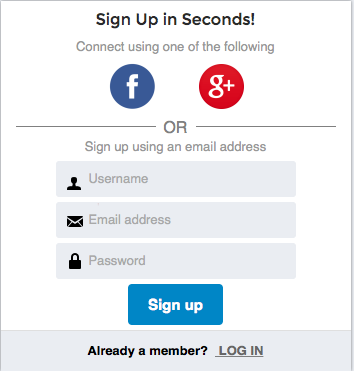 Sign Up in Seconds!
Connect using one of the following
f g+
OR
Sign up using an email address
Username
Email address
Password
Sign up
Already a member? LOG IN